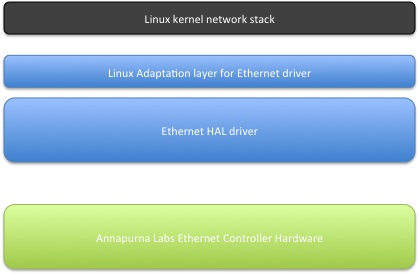 Linux kernel network stack
Linux Adaptation layer for Ethernet driver
Ethernet HAL driver
Annapurna Labs Ethernet Controller Hardware